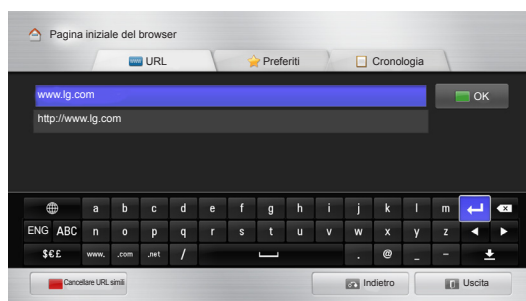 Pagina iniziale del browser
URL Preferiti Cronologia
www.lg.com OK
http://www.lg.com
a b c d e f g h i j k l m
ENG ABC n o p q r s t u v w x y z
$€£ www. .com .net / . @ _ -
Cancellare URL simili Indietro Uscita